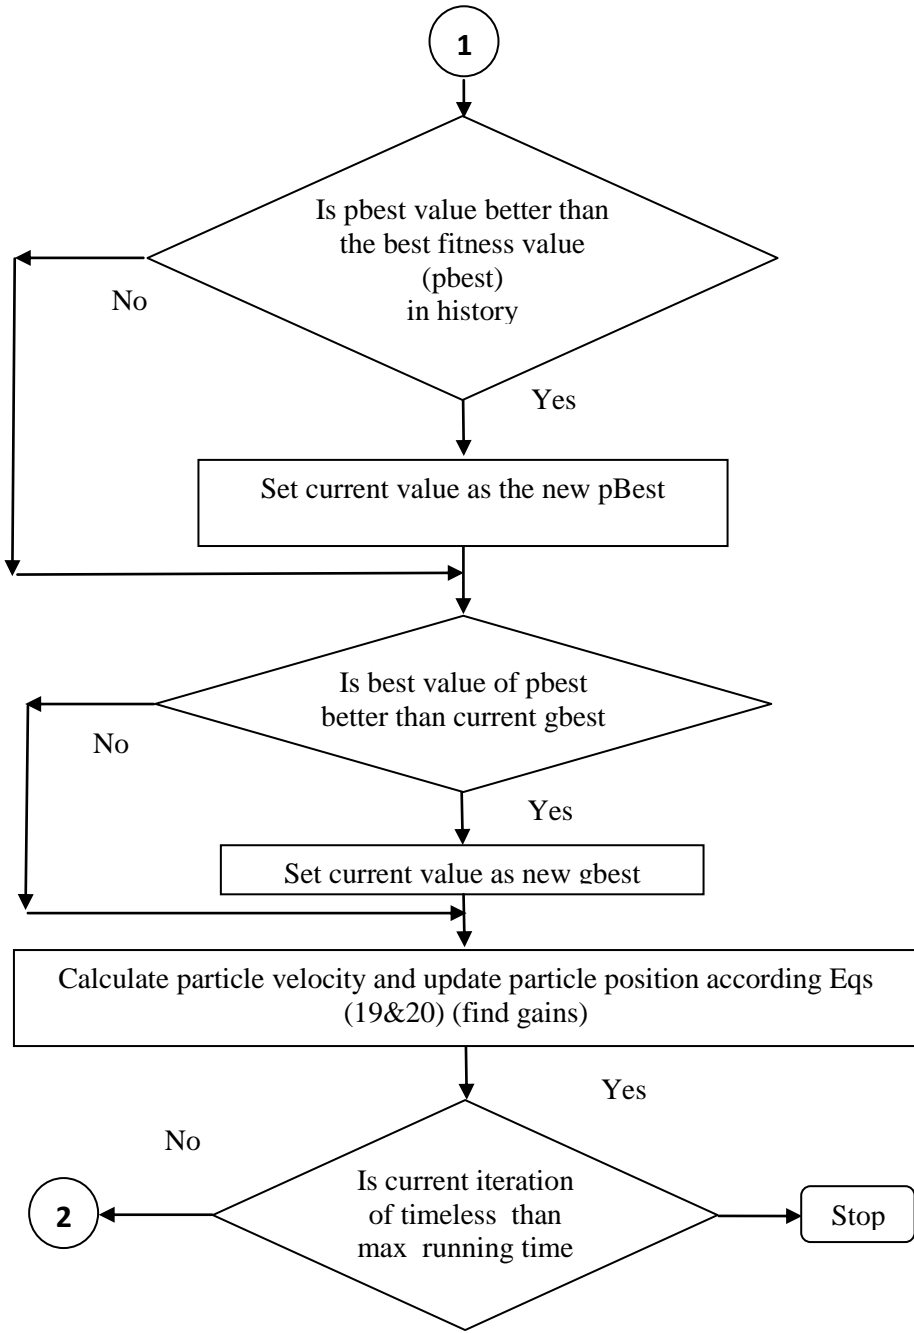 1
Is pbest value better than
the best fitness value
(pbest)
in history
No
Yes
Set current value as the new pBest
Is best value of pbest
better than current gbest
No
Yes
Set current value as new gbest
Calculate particle velocity and update particle position according Eqs
(19&20) (find gains)
Yes
No
Is current iteration
of timeless than
max running time
2
Stop